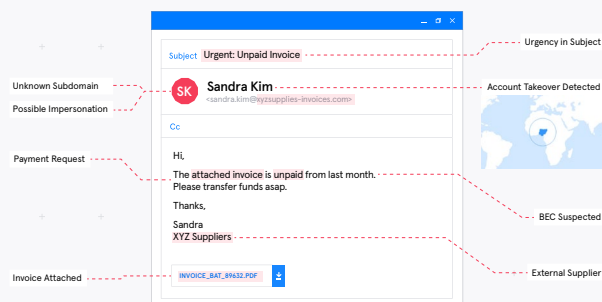 Subject Urgent: Unpaid Invoice
Urgency in Subject
Unknown Subdomain
Possible Impersonation
SK
Sandra Kim
<sandra.kim@xyzsupplies-invoices.com>
Account Takeover Detected
Cc
Hi,
Payment Request
The attached invoice is unpaid from last month.
Please transfer funds asap.
Thanks,
BEC Suspected
Sandra
XYZ Suppliers
Invoice Attached
INVOICE_BAT_89632.PDF
External Supplier